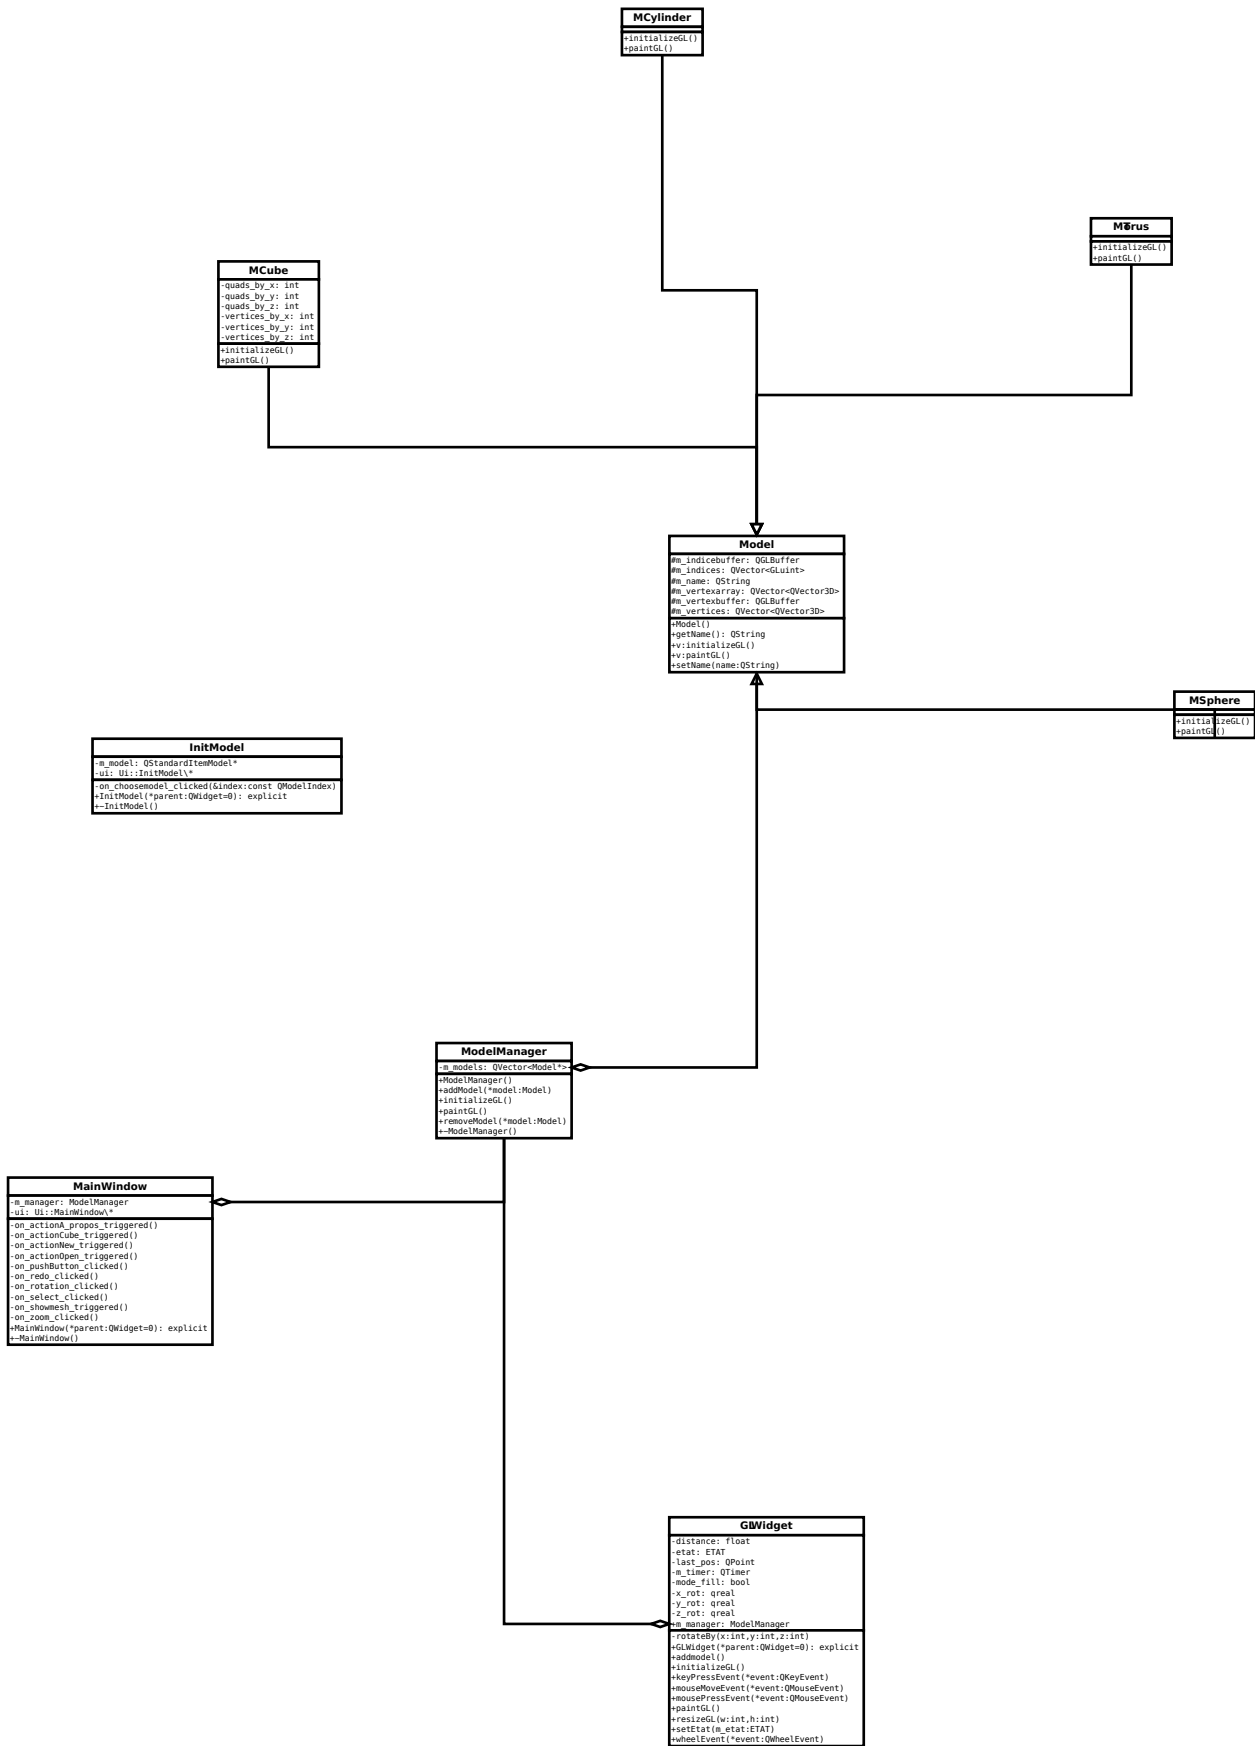 MCylinder
+initializeGL()
+paintGL()
MTorus
+initializeGL()
+paintGL()
MCube
-quads_by_x: int
-quads_by_y: int
-quads_by_z: int
-vertices_by_x: int
-vertices_by_y: int
-vertices_by_z: int
+initializeGL()
+paintGL()
Model
#m_indicebuffer: QGLBuffer
#m_indices: QVector<GLuint>
#m_name: QString
#m_vertexarray: QVector<QVector3D>
#m_vertexbuffer: QGLBuffer
#m_vertices: QVector<QVector3D>
+Model()
+getName(): QString
+v:initializeGL()
+v:paintGL()
+setName(name:QString)
MSphere
+initializeGL()
+paintGL()
InitModel
-m_model: QStandardItemModel*
-ui: Ui::InitModel\*
-on_choosemodel_clicked(&index:const QModelIndex)
+InitModel(*parent:QWidget=0): explicit
+~InitModel()
ModelManager
-m_models: QVector<Model*>
+ModelManager()
+addModel(*model:Model)
+initializeGL()
+paintGL()
+removeModel(*model:Model)
+~ModelManager()
MainWindow
-m_manager: ModelManager
-ui: Ui::MainWindow\*
-on_actionA_propos_triggered()
-on_actionCube_triggered()
-on_actionNew_triggered()
-on_actionOpen_triggered()
-on_pushButton_clicked()
-on_redo_clicked()
-on_rotation_clicked()
-on_select_clicked()
-on_showmesh_triggered()
-on_zoom_clicked()
+MainWindow(*parent:QWidget=0): explicit
+~MainWindow()
GLWidget
-distance: float
-etat: ETAT
-last_pos: QPoint
-m_timer: QTimer
-mode_fill: bool
-x_rot: qreal
-y_rot: qreal
-z_rot: qreal
+m_manager: ModelManager
-rotateBy(x:int,y:int,z:int)
+GLWidget(*parent:QWidget=0): explicit
+addmodel()
+initializeGL()
+keyPressEvent(*event:QKeyEvent)
+mouseMoveEvent(*event:QMouseEvent)
+mousePressEvent(*event:QMouseEvent)
+paintGL()
+resizeGL(w:int,h:int)
+setEtat(m_etat:ETAT)
+wheelEvent(*event:QWheelEvent)